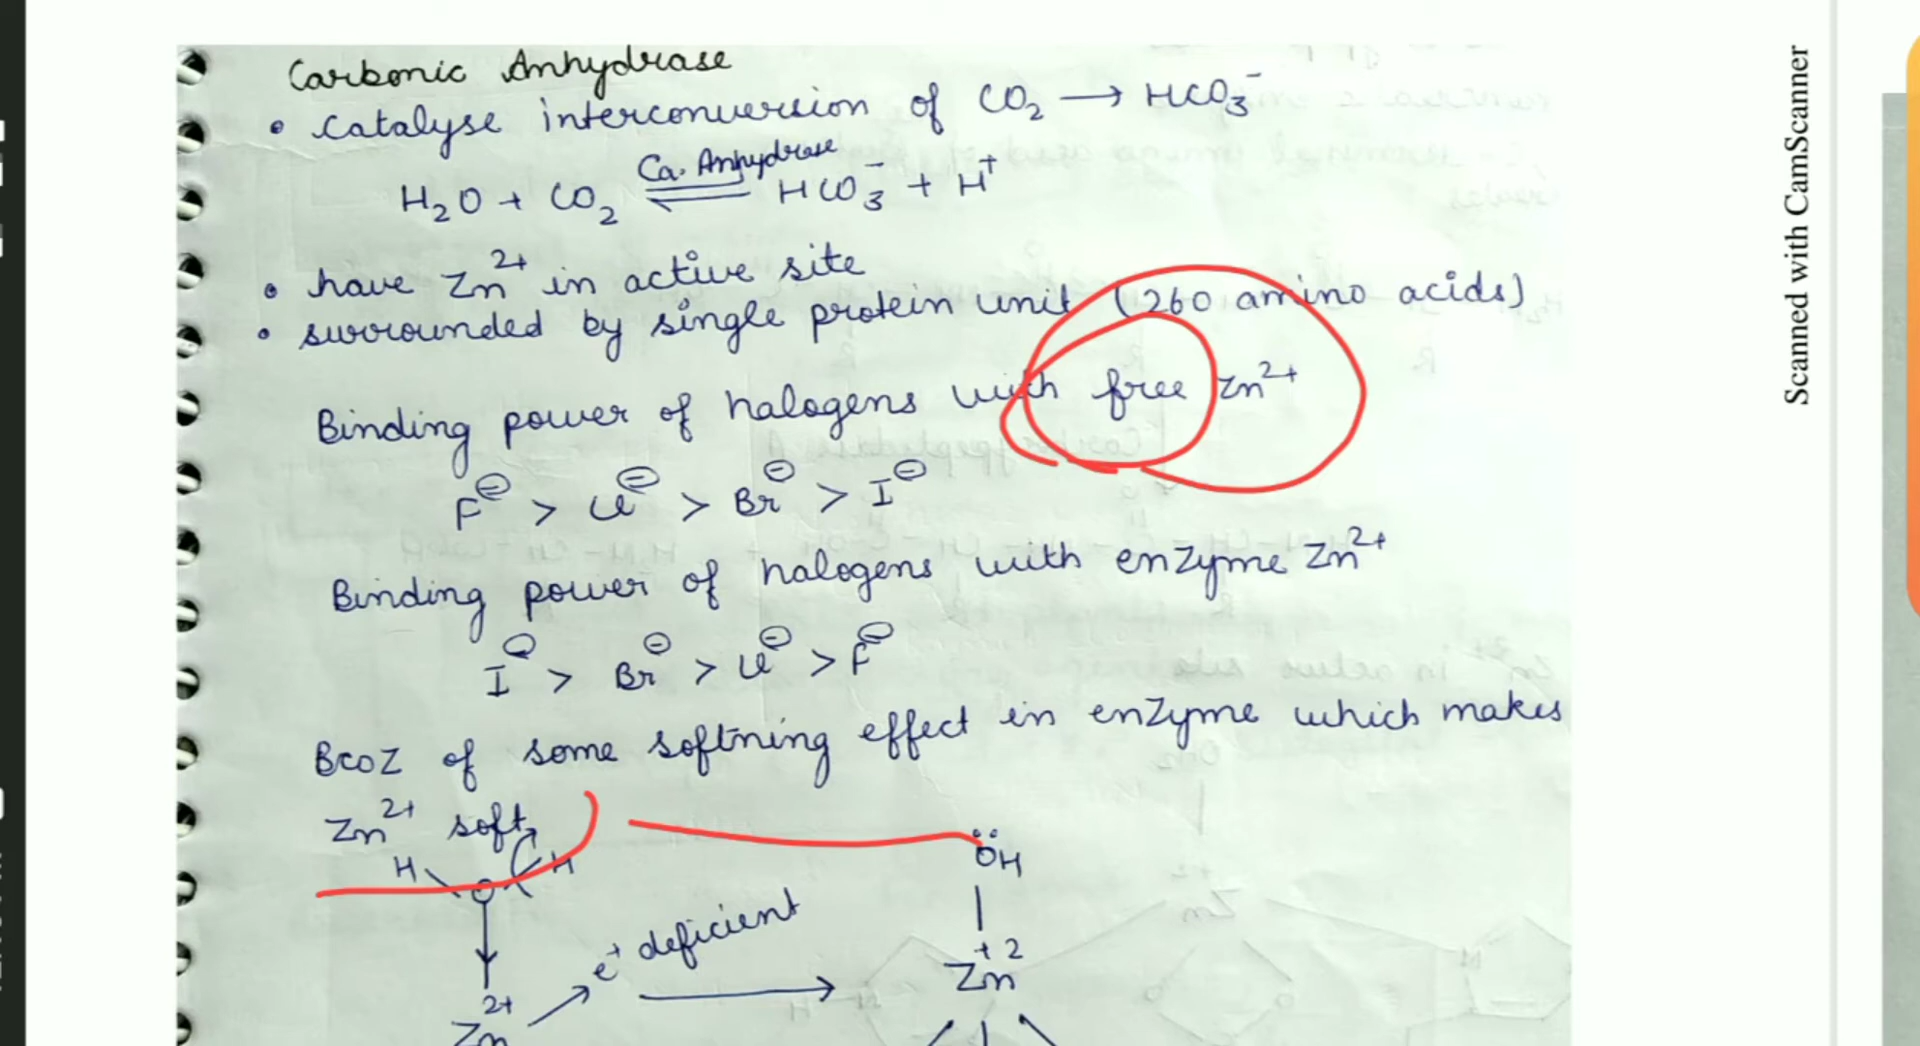 Carbonic Anhydrase
• Catalyse interconversion of CO₂ → HCO₃⁻
Ca. Anhydrase
H₂O + CO₂ ⇌ HCO₃⁻ + H⁺
• have Zn²⁺ in active site
• surrounded by single protein unit (260 amino acids)
Binding power of halogens with free Zn²⁺
F⊖ > Cl⊖ > Br⊖ > I⊖
Binding power of halogens with enzyme Zn²⁺
I⊖ > Br⊖ > Cl⊖ > F⊖
Bcoz of some softning effect in enzyme which makes
Zn²⁺ soft
H O H
ÖH
e⁺ deficient
Zn⁺²
Zn²⁺
Scanned with CamScanner